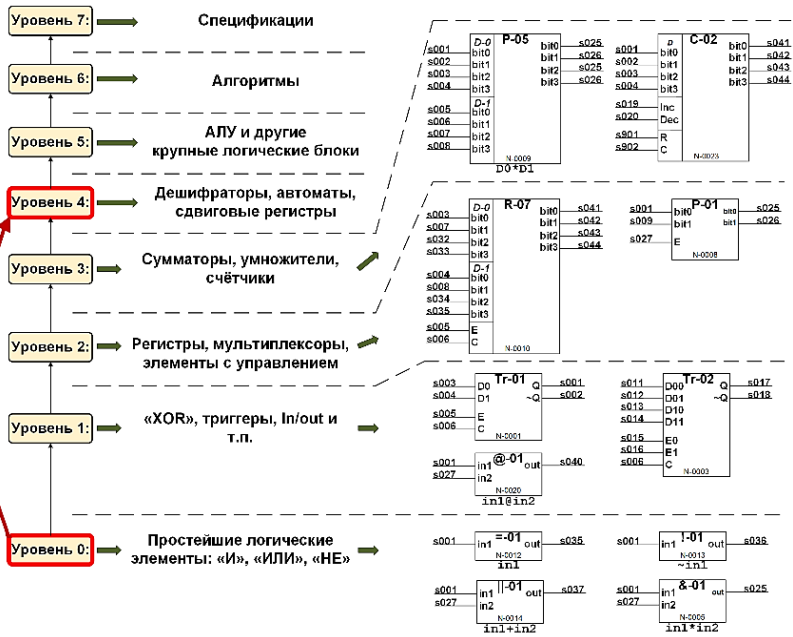 Уровень 7:
Спецификации
Уровень 6:
Алгоритмы
Уровень 5:
АЛУ и другие
крупные логические блоки
Уровень 4:
Дешифраторы, автоматы,
сдвиговые регистры
Уровень 3:
Сумматоры, умножители,
счётчики
Уровень 2:
Регистры, мультиплексоры,
элементы с управлением
Уровень 1:
«XOR», триггеры, In/out и
т.п.
Уровень 0:
Простейшие логические
элементы: «И», «ИЛИ», «НЕ»
D-0 P-05
s001 bit0 bit0 s025
s002 bit1 bit1 s026
s003 bit2 bit2 s025
s004 bit3 bit3 s026
D-1
s005 bit0
s006 bit1
s007 bit2
s008 bit3
N-0009
D0*D1
D C-02
s001 bit0 bit0 s041
s002 bit1 bit1 s042
s003 bit2 bit2 s043
s004 bit3 bit3 s044
s019 Inc
s020 Dec
s901 R
s902 C
N-0023
D-0 R-07
s003 bit0 bit0 s041
s007 bit1 bit1 s042
s032 bit2 bit2 s043
s033 bit3 bit3 s044
D-1
s004 bit0
s008 bit1
s034 bit2
s035 bit3
s005 E
s006 C
N-0010
P-01
s001 bit0 bit0 s025
s009 bit1 bit1 s026
s027 E
N-0008
Tr-01
s003 D0 Q s001
s004 D1 ~Q s002
s005 E
s006 C
N-0001
Tr-02
s011 D00 Q s017
s012 D01 ~Q s018
s013 D10
s014 D11
s015 E0
s016 E1
s006 C
N-0003
@-01
s001 in1 out s040
s027 in2
N-0020
in1@in2
=-01
s001 in1 out s035
N-0012
in1
!-01
s001 in1 out s036
N-0013
~in1
||-01
s001 in1 out s037
s027 in2
N-0014
in1+in2
&-01
s001 in1 out s025
s027 in2
N-0005
in1*in2